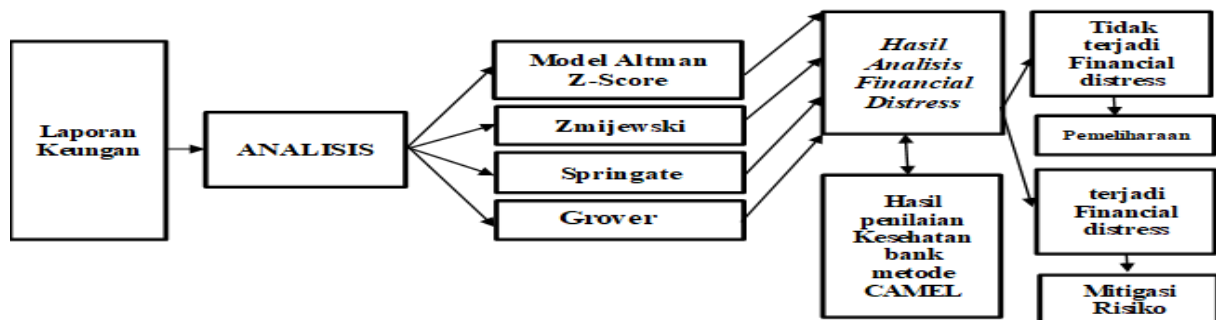 Laporan
Keungan
ANALISIS
Model Altman
Z-Score
Zmijewski
Springate
Grover
Hasil
Analisis
Financial
Distress
Hasil
penilaian
Kesehatan
bank
metode
CAMEL
Tidak
terjadi
Financial
distress
Pemeliharaan
terjadi
Financial
distress
Mitigasi
Risiko